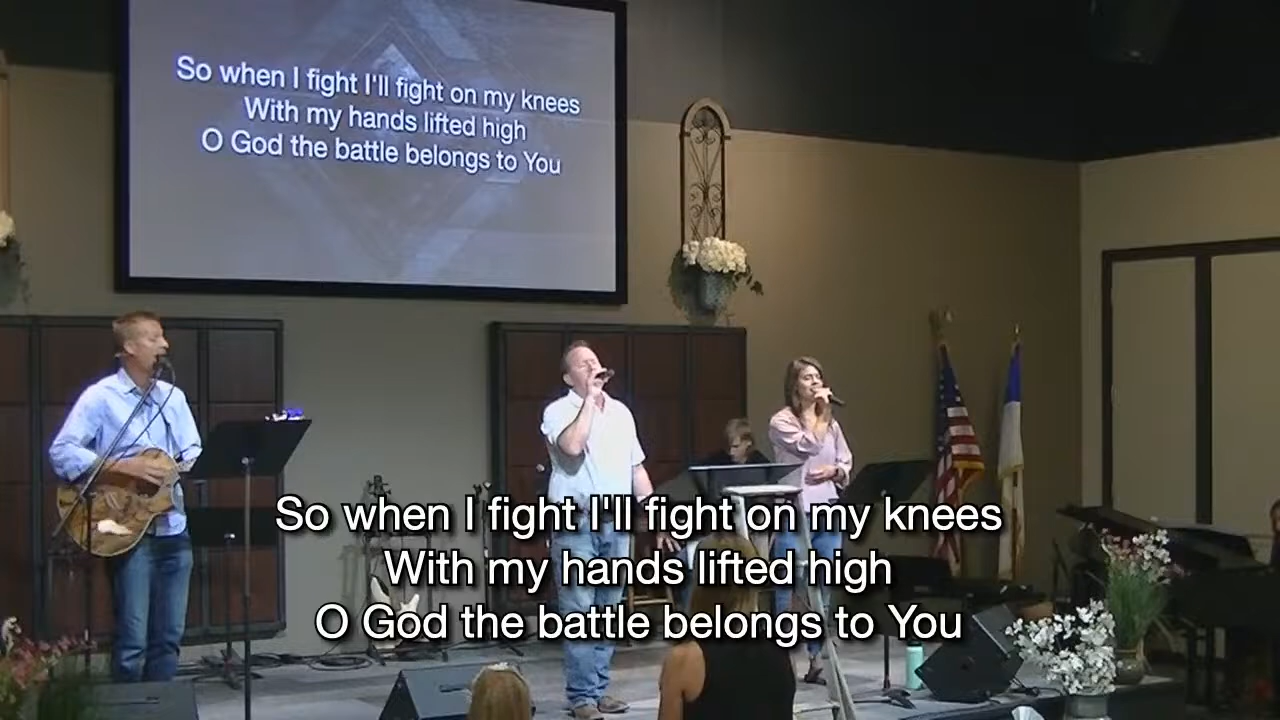 So when I fight I'll fight on my knees
With my hands lifted high
O God the battle belongs to You
So when I fight I'll fight on my knees
With my hands lifted high
O God the battle belongs to You